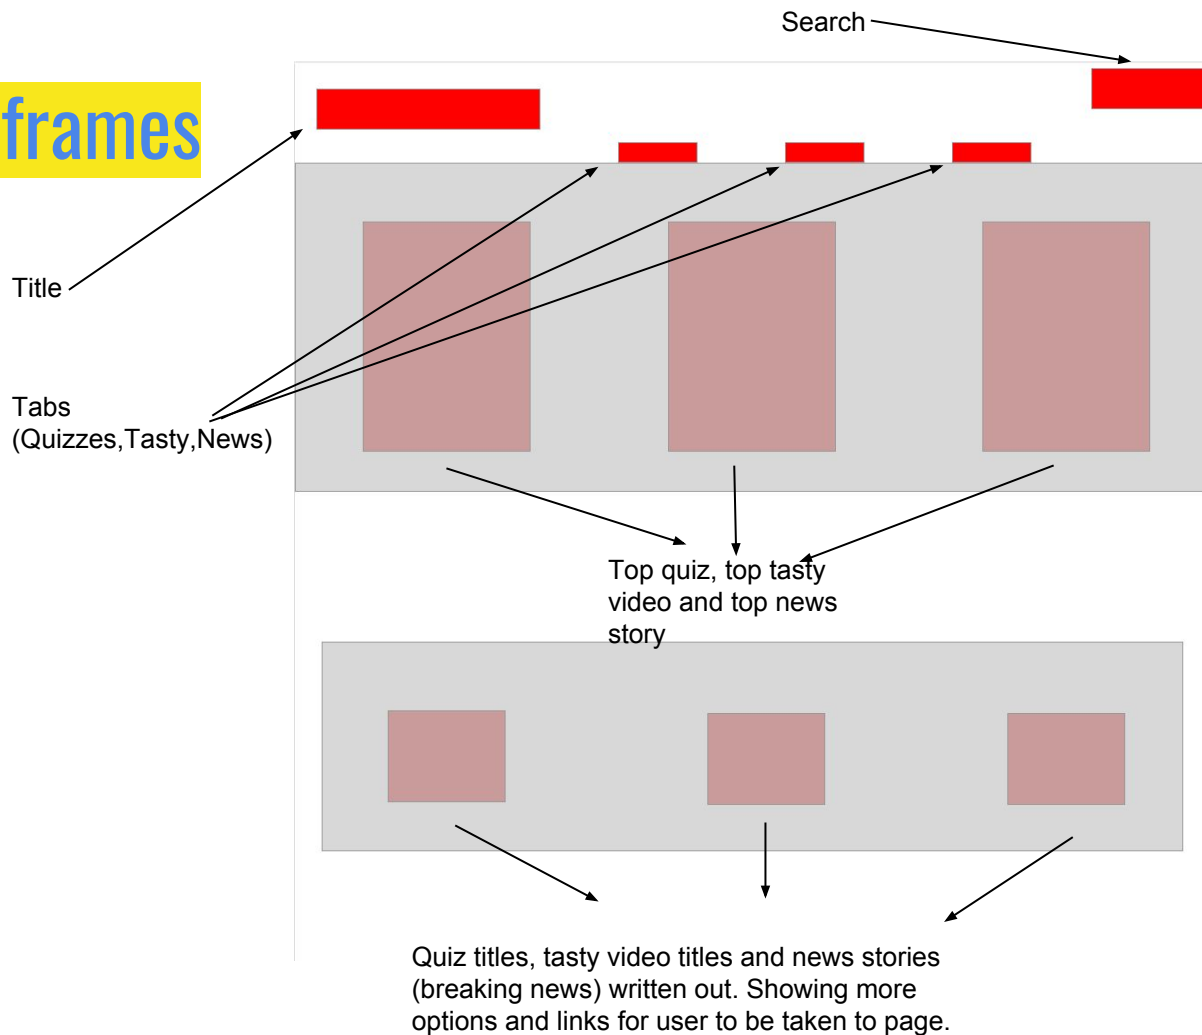 Search
frames
Title
Tabs
(Quizzes,Tasty,News)
Top quiz, top tasty
video and top news
story
Quiz titles, tasty video titles and news stories
(breaking news) written out. Showing more
options and links for user to be taken to page.